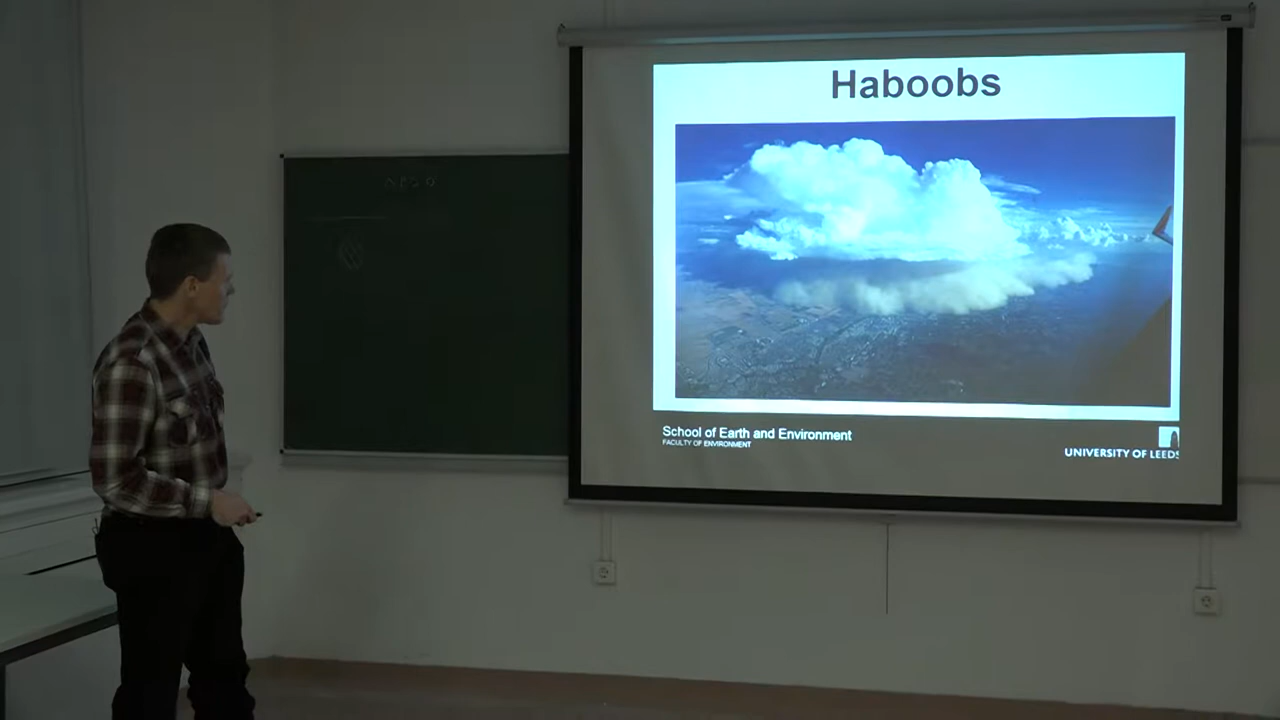 Haboobs
School of Earth and Environment
FACULTY OF ENVIRONMENT
UNIVERSITY OF LEEDS